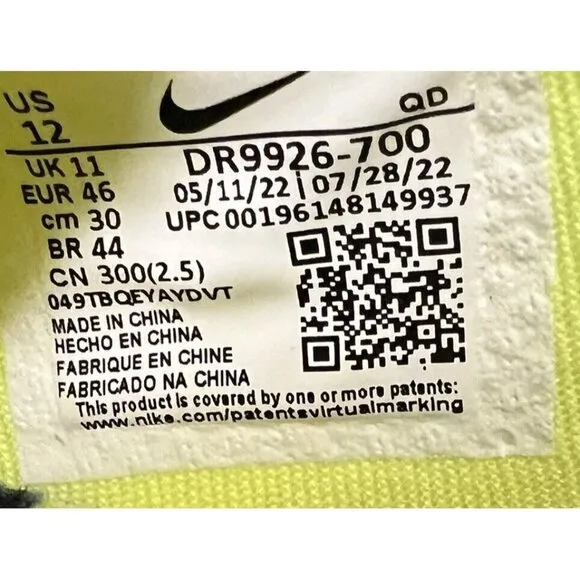 US
12
QD
UK 11
DR9926-700
EUR 46
05/11/22 | 07/28/22
cm 30
UPC00196148149937
BR 44
CN 300(2.5)
049TBQEYAYDVT
MADE IN CHINA
HECHO EN CHINA
FABRIQUE EN CHINE
FABRICADO NA CHINA
This product is covered by one or more patents:
www.nike.com/patentsvirtualmarking